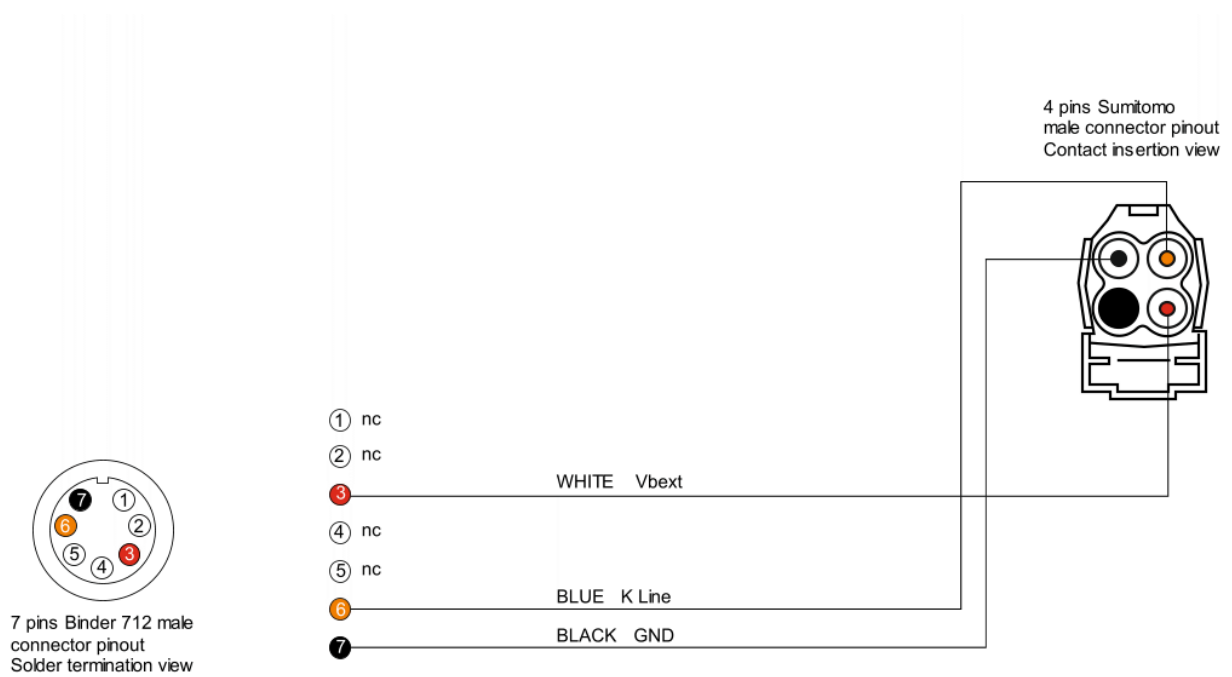 4 pins Sumitomo
male connector pinout
Contact insertion view
1 nc
2 nc
WHITE Vbext
3
4 nc
5 nc
BLUE K Line
6
BLACK GND
7
7 1
6 2
5 3
4
7 pins Binder 712 male
connector pinout
Solder termination view